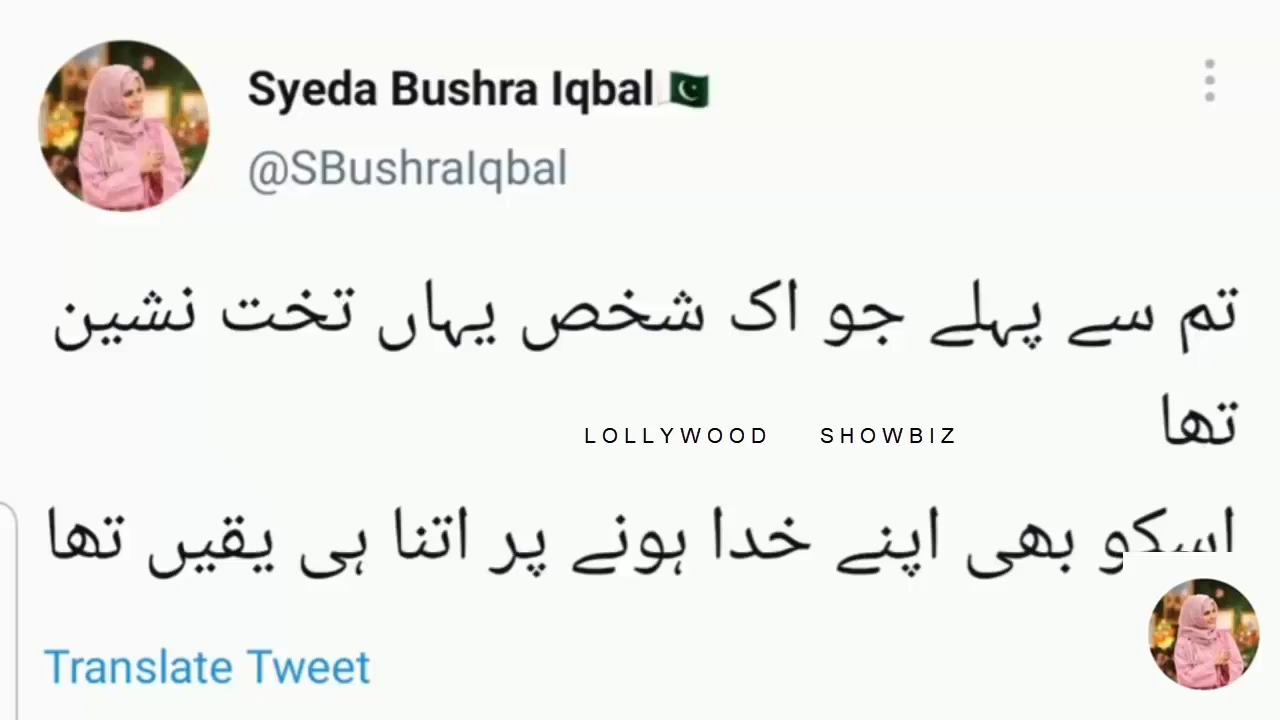 Syeda Bushra Iqbal🇵🇰
@SBushraIqbal
تم سے پہلے جو اک شخص یہاں تخت نشین
تھا
LOLLYWOOD SHOWBIZ
اسکو بھی اپنے خدا ہونے پر اتنا ہی یقیں تھا
Translate Tweet